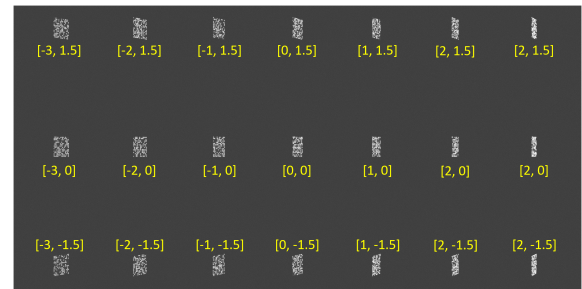 [-3, 1.5] [-2, 1.5] [-1, 1.5] [0, 1.5] [1, 1.5] [2, 1.5] [2, 1.5]
[-3, 0] [-2, 0] [-1, 0] [0, 0] [1, 0] [2, 0] [2, 0]
[-3, -1.5] [-2, -1.5] [-1, -1.5] [0, -1.5] [1, -1.5] [2, -1.5] [2, -1.5]